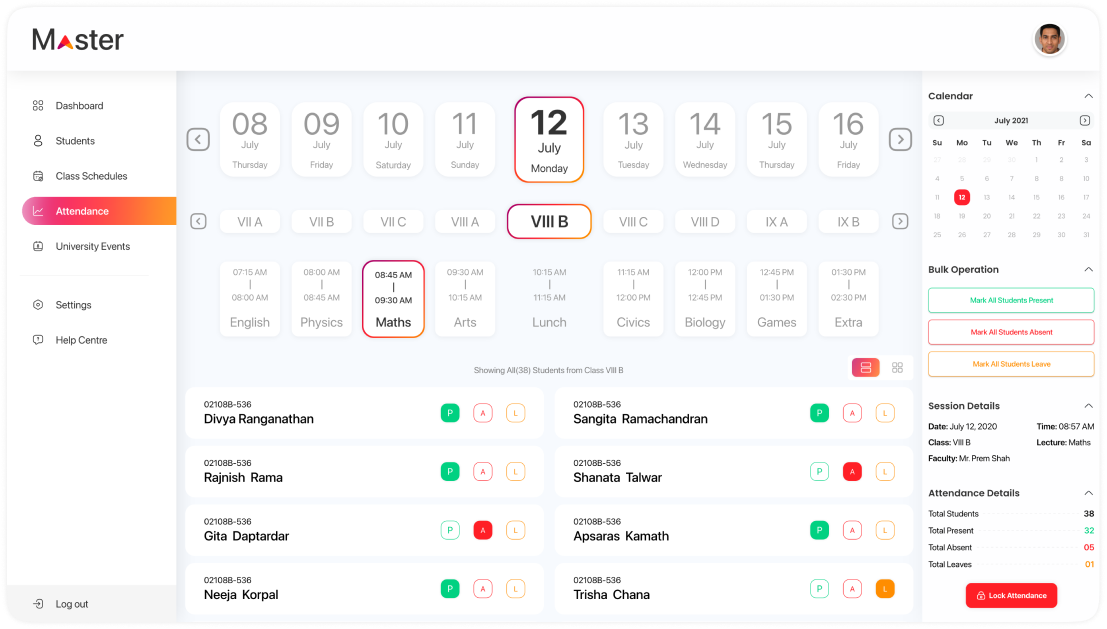 Master
Dashboard
Students
Class Schedules
Attendance
University Events
Settings
Help Centre
Log out
08 July Thursday
09 July Friday
10 July Saturday
11 July Sunday
12 July Monday
13 July Tuesday
14 July Wednesday
15 July Thursday
16 July Friday
VII A VII B VII C VIII A VIII B VIII C VIII D IX A IX B
07:15 AM | 08:00 AM English
08:00 AM | 08:45 AM Physics
08:45 AM | 09:30 AM Maths
09:30 AM | 10:15 AM Arts
10:15 AM | 11:15 AM Lunch
11:15 AM | 12:00 PM Civics
12:00 PM | 12:45 PM Biology
12:45 PM | 01:30 PM Games
01:30 PM | 02:30 PM Extra
Showing All(38) Students from Class VIII B
02108B-536
Divya Ranganathan P A L
02108B-536
Sangita Ramachandran P A L
02108B-536
Rajnish Rama P A L
02108B-536
Shanata Talwar P A L
02108B-536
Gita Daptardar P A L
02108B-536
Apsaras Kamath P A L
02108B-536
Neeja Korpal P A L
02108B-536
Trisha Chana P A L
Calendar
July 2021
Su Mo Tu We Th Fr Sa
27 28 29 30 1 2 3
4 5 6 7 8 9 10
11 12 13 14 15 16 17
18 19 20 21 22 23 24
25 26 27 28 29 30 31
Bulk Operation
Mark All Students Present
Mark All Students Absent
Mark All Students Leave
Session Details
Date: July 12, 2020 Time: 08:57 AM
Class: VIII B Lecture: Maths
Faculty: Mr. Prem Shah
Attendance Details
Total Students 38
Total Present 32
Total Absent 05
Total Leaves 01
Lock Attendance